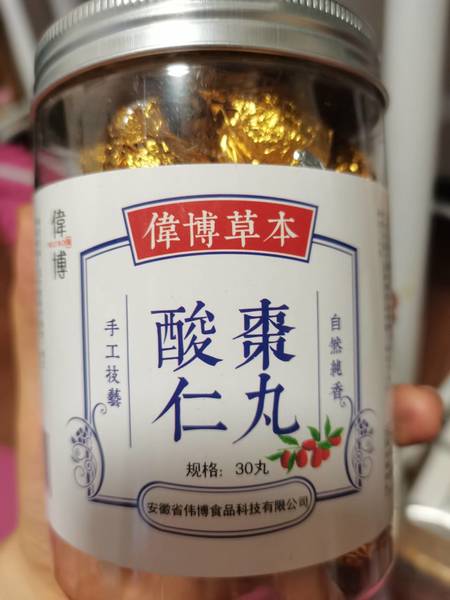 偉博
偉博草本
手工技藝
酸棗
仁丸
自然純香
规格：30丸
安徽省伟博食品科技有限公司